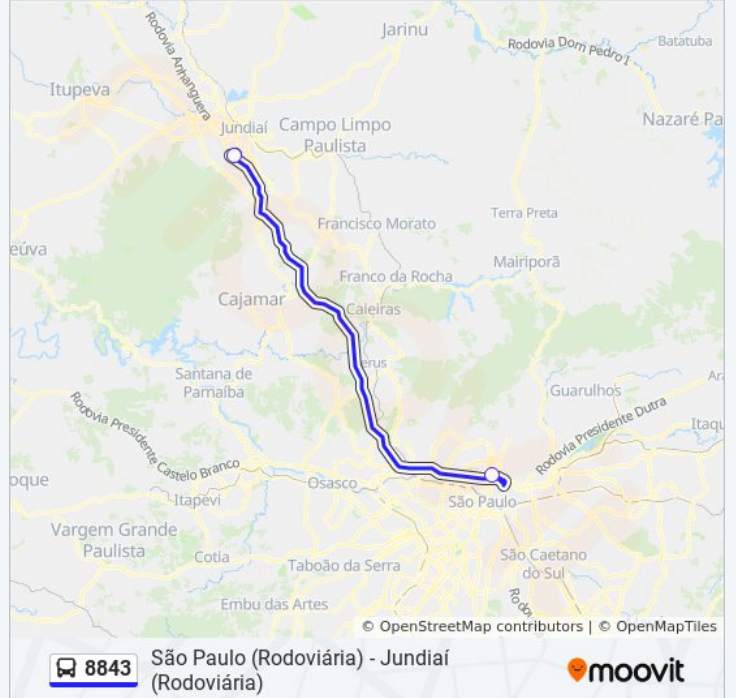 Jarinu
Rodovia Anhanguera
Rodovia Dom Pedro I
Batatuba
Itupeva
Jundiaí
Campo Limpo
Paulista
Nazaré Pa
Francisco Morato
Terra Preta
eúva
Mairiporã
Franco da Rocha
Cajamar
Caieiras
erus
Santana de
Parnaíba
Guarulhos
Ara
Rodovia Presidente Castelo Branco
Rodovia Presidente Dutra
Itaqu
oque
Osasco
Itapevi
São Paulo
Vargem Grande
Paulista
Cotia
Taboão da Serra
São Caetano
do Sul
Embu das Artes
© OpenStreetMap contributors | © OpenMapTiles
8843
São Paulo (Rodoviária) - Jundiaí
(Rodoviária)
moovit